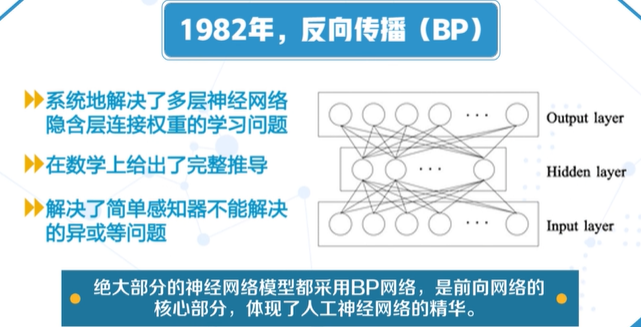 1982年，反向传播（BP）
系统地解决了多层神经网络
隐含层连接权重的学习问题
在数学上给出了完整推导
解决了简单感知器不能解决
的异或等问题
Output layer
Hidden layer
Input layer
绝大部分的神经网络模型都采用BP网络，是前向网络的
核心部分，体现了人工神经网络的精华。